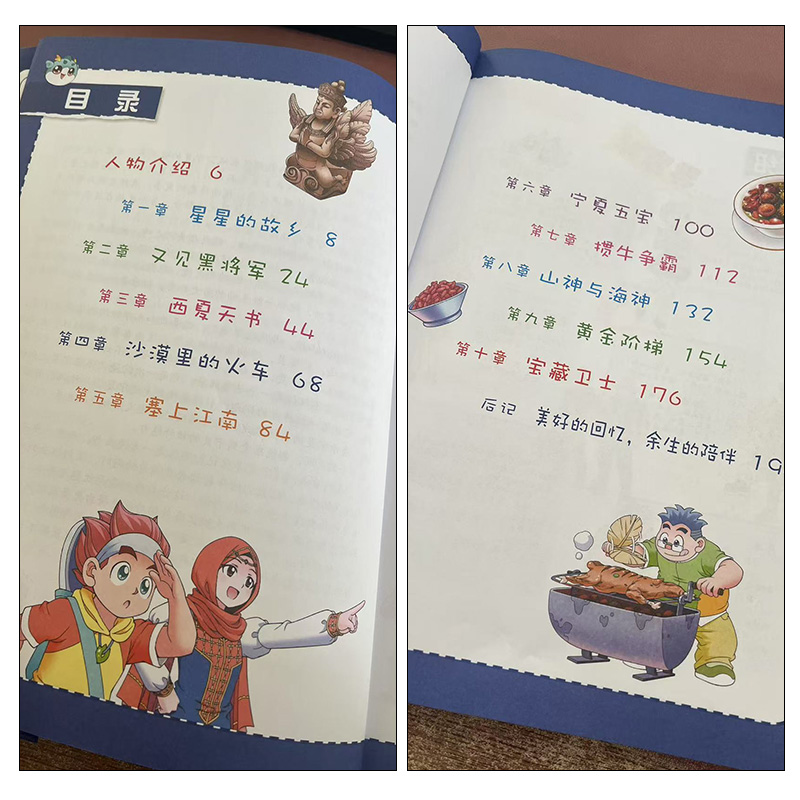 目 录
人物介绍 6
第一章 星星的故乡 8
第二章 又见黑将军 24
第三章 西夏天书 44
第四章 沙漠里的火车 68
第五章 塞上江南 84
第六章 宁夏五宝 100
第七章 掼牛争霸 112
第八章 山神与海神 132
第九章 黄金阶梯 154
第十章 宝藏卫士 176
后记 美好的回忆，余生的陪伴 19